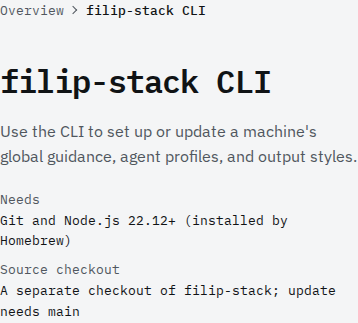 Overview > filip-stack CLI
filip-stack CLI
Use the CLI to set up or update a machine's
global guidance, agent profiles, and output styles.
Needs
Git and Node.js 22.12+ (installed by
Homebrew)
Source checkout
A separate checkout of filip-stack; update
needs main